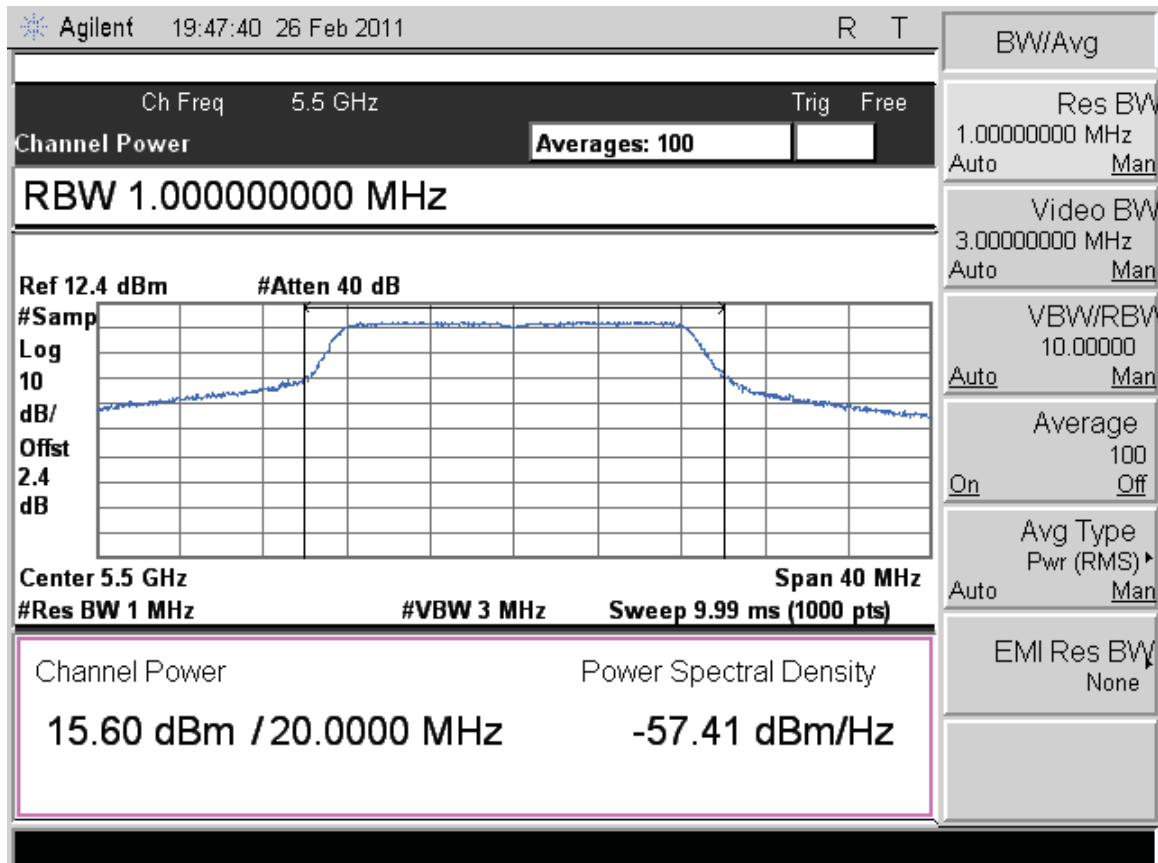 Agilent 19:47:40 26 Feb 2011 R T
Ch Freq 5.5 GHz Trig Free
Channel Power Averages: 100
RBW 1.000000000 MHz
Ref 12.4 dBm #Atten 40 dB
#Samp
Log
10
dB/
Offst
2.4
dB
Center 5.5 GHz Span 40 MHz
#Res BW 1 MHz #VBW 3 MHz Sweep 9.99 ms (1000 pts)
Channel Power Power Spectral Density
15.60 dBm / 20.0000 MHz -57.41 dBm/Hz
BW/Avg
Res BW
1.00000000 MHz
Auto Man
Video BW
3.00000000 MHz
Auto Man
VBW/RBW
10.00000
Auto Man
Average
100
On Off
Avg Type
Pwr (RMS)
Auto Man
EMI Res BW
None